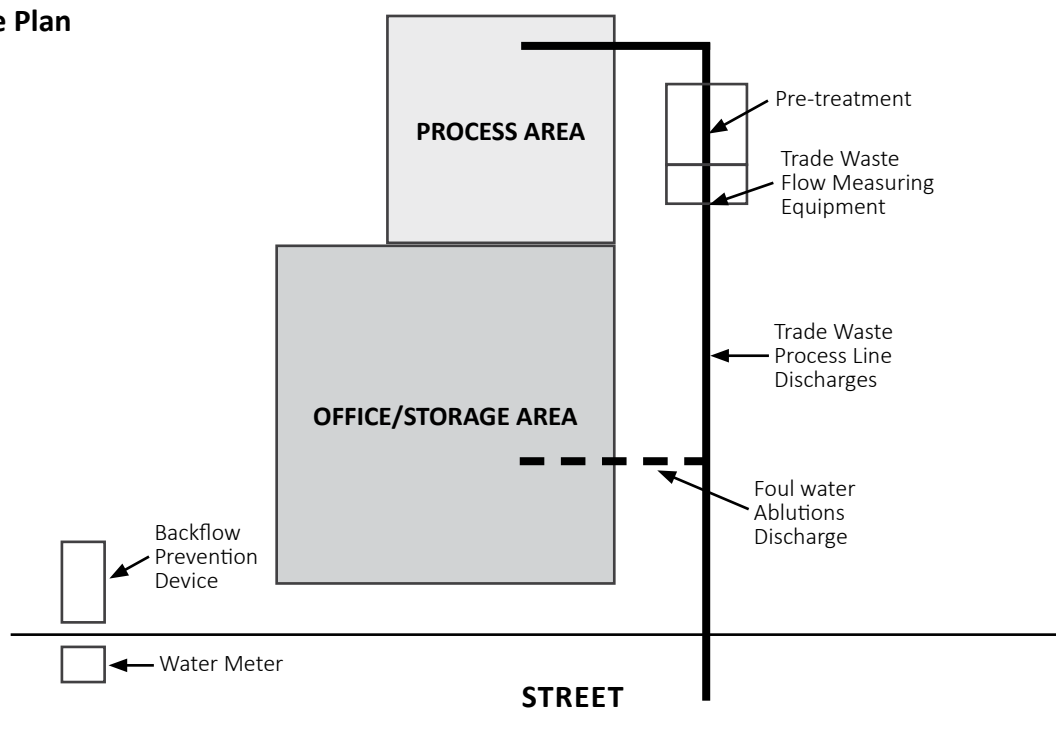 e Plan
PROCESS AREA
Pre-treatment
Trade Waste
Flow Measuring
Equipment
Trade Waste
Process Line
Discharges
OFFICE/STORAGE AREA
Foul water
Ablutions
Discharge
Backflow
Prevention
Device
Water Meter
STREET